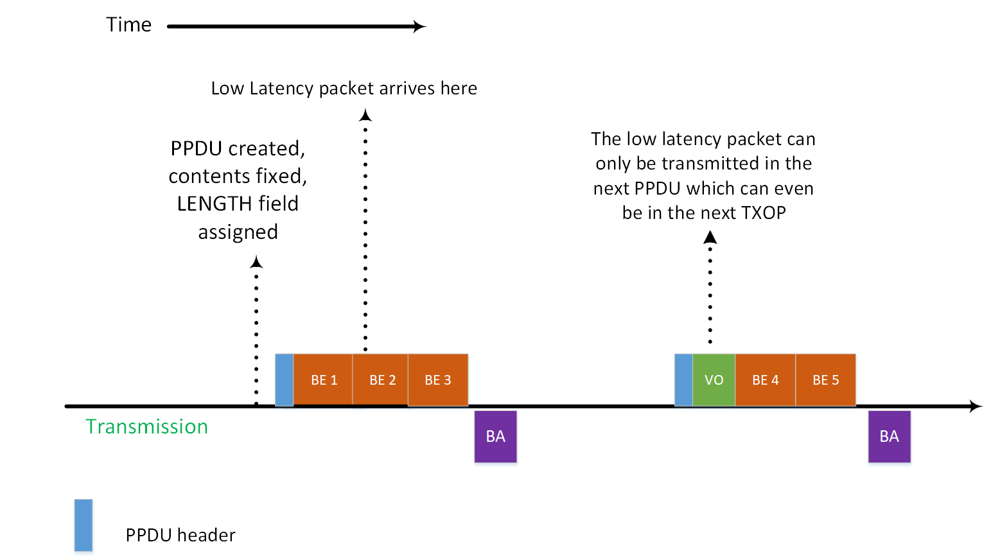 Time
Low Latency packet arrives here
PPDU created,
contents fixed,
LENGTH field
assigned
The low latency packet can
only be transmitted in the
next PPDU which can even
be in the next TXOP
BE 1
BE 2
BE 3
VO
BE 4
BE 5
Transmission
BA
BA
PPDU header